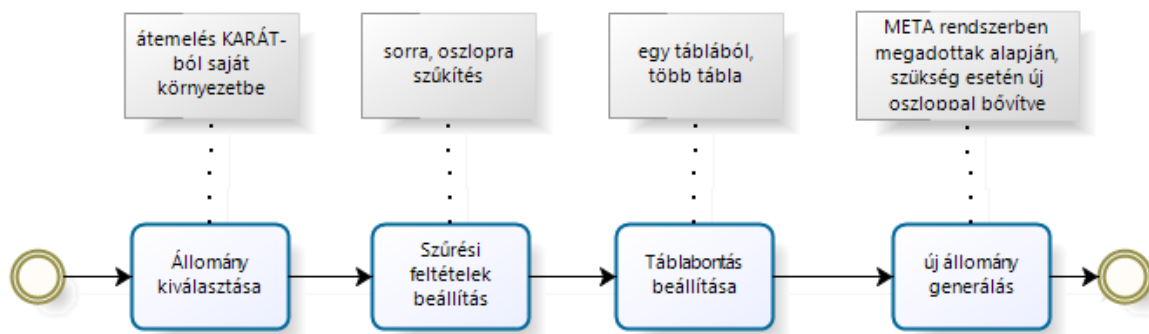 átemelés KARÁT-
ból saját
környezetbe
sorra, oszlopra
szűkítés
egy táblából,
több tábla
META rendszerben
megadottak alapján,
szükség esetén új
oszloppal bővítve
Állomány
kiválasztása
Szűrési
feltételek
beállítás
Táblabontás
beállítása
új állomány
generálás